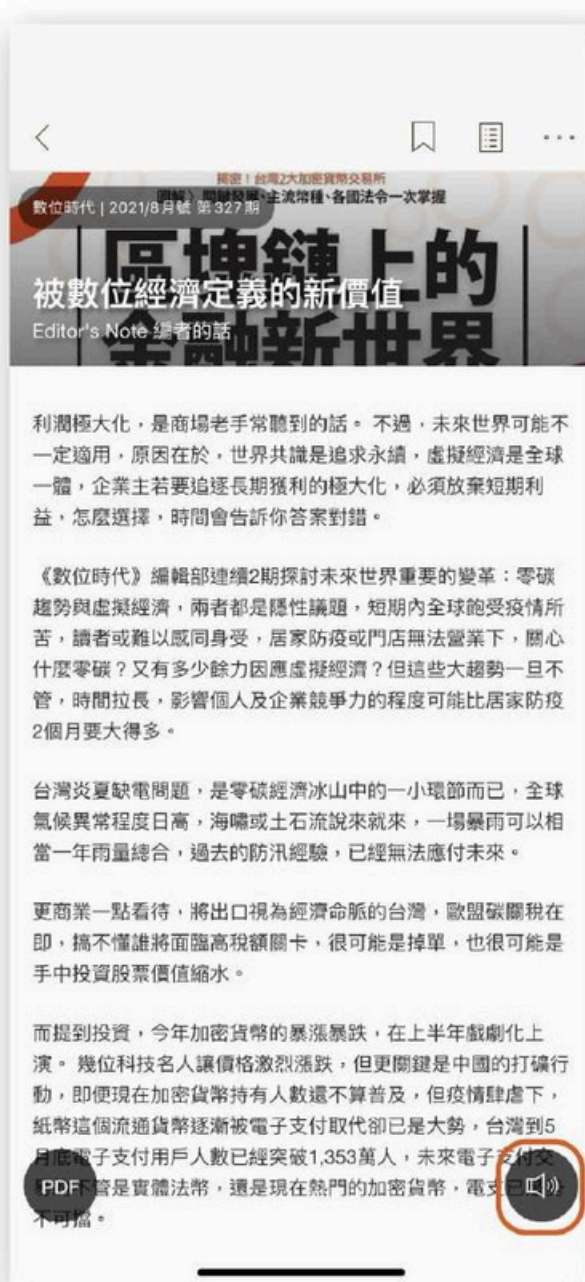 揭密！台灣2大加密貨幣交易所
主流幣種、各國法令一次掌握
數位時代 | 2021/8月號 第327期
區塊鏈上的
被數位經濟定義的新價值
Editor's Note 編者的話
金融新世界
利潤極大化，是商場老手常聽到的話。 不過，未來世界可能不
一定適用，原因在於，世界共識是追求永續，虛擬經濟是全球
一體，企業主若要追逐長期獲利的極大化，必須放棄短期利
益，怎麼選擇，時間會告訴你答案對錯。
《數位時代》編輯部連續2期探討未來世界重要的變革：零碳
趨勢與虛擬經濟，兩者都是隱性議題，短期內全球飽受疫情所
苦，讀者或難以感同身受，居家防疫或門店無法營業下，關心
什麼零碳？又有多少餘力因應虛擬經濟？但這些大趨勢一旦不
管，時間拉長，影響個人及企業競爭力的程度可能比居家防疫
2個月要大得多。
台灣炎夏缺電問題，是零碳經濟冰山中的一小環節而已，全球
氣候異常程度日高，海嘯或土石流說來就來，一場暴雨可以相
當一年雨量總合，過去的防汛經驗，已經無法應付未來。
更商業一點看待，將出口視為經濟命脈的台灣，歐盟碳關稅在
即，搞不懂誰將面臨高稅額關卡，很可能是掉單，也很可能是
手中投資股票價值縮水。
而提到投資，今年加密貨幣的暴漲暴跌，在上半年戲劇化上
演。 幾位科技名人讓價格激烈漲跌，但更關鍵是中國的打礦行
動，即便現在加密貨幣持有人數還不算普及，但疫情肆虐下，
紙幣這個流通貨幣逐漸被電子支付取代卻已是大勢，台灣到5
月底電子支付用戶人數已經突破1,353萬人，未來電子支付交
不管是實體法幣，還是現在熱門的加密貨幣，電支已
不可擋。
PDF